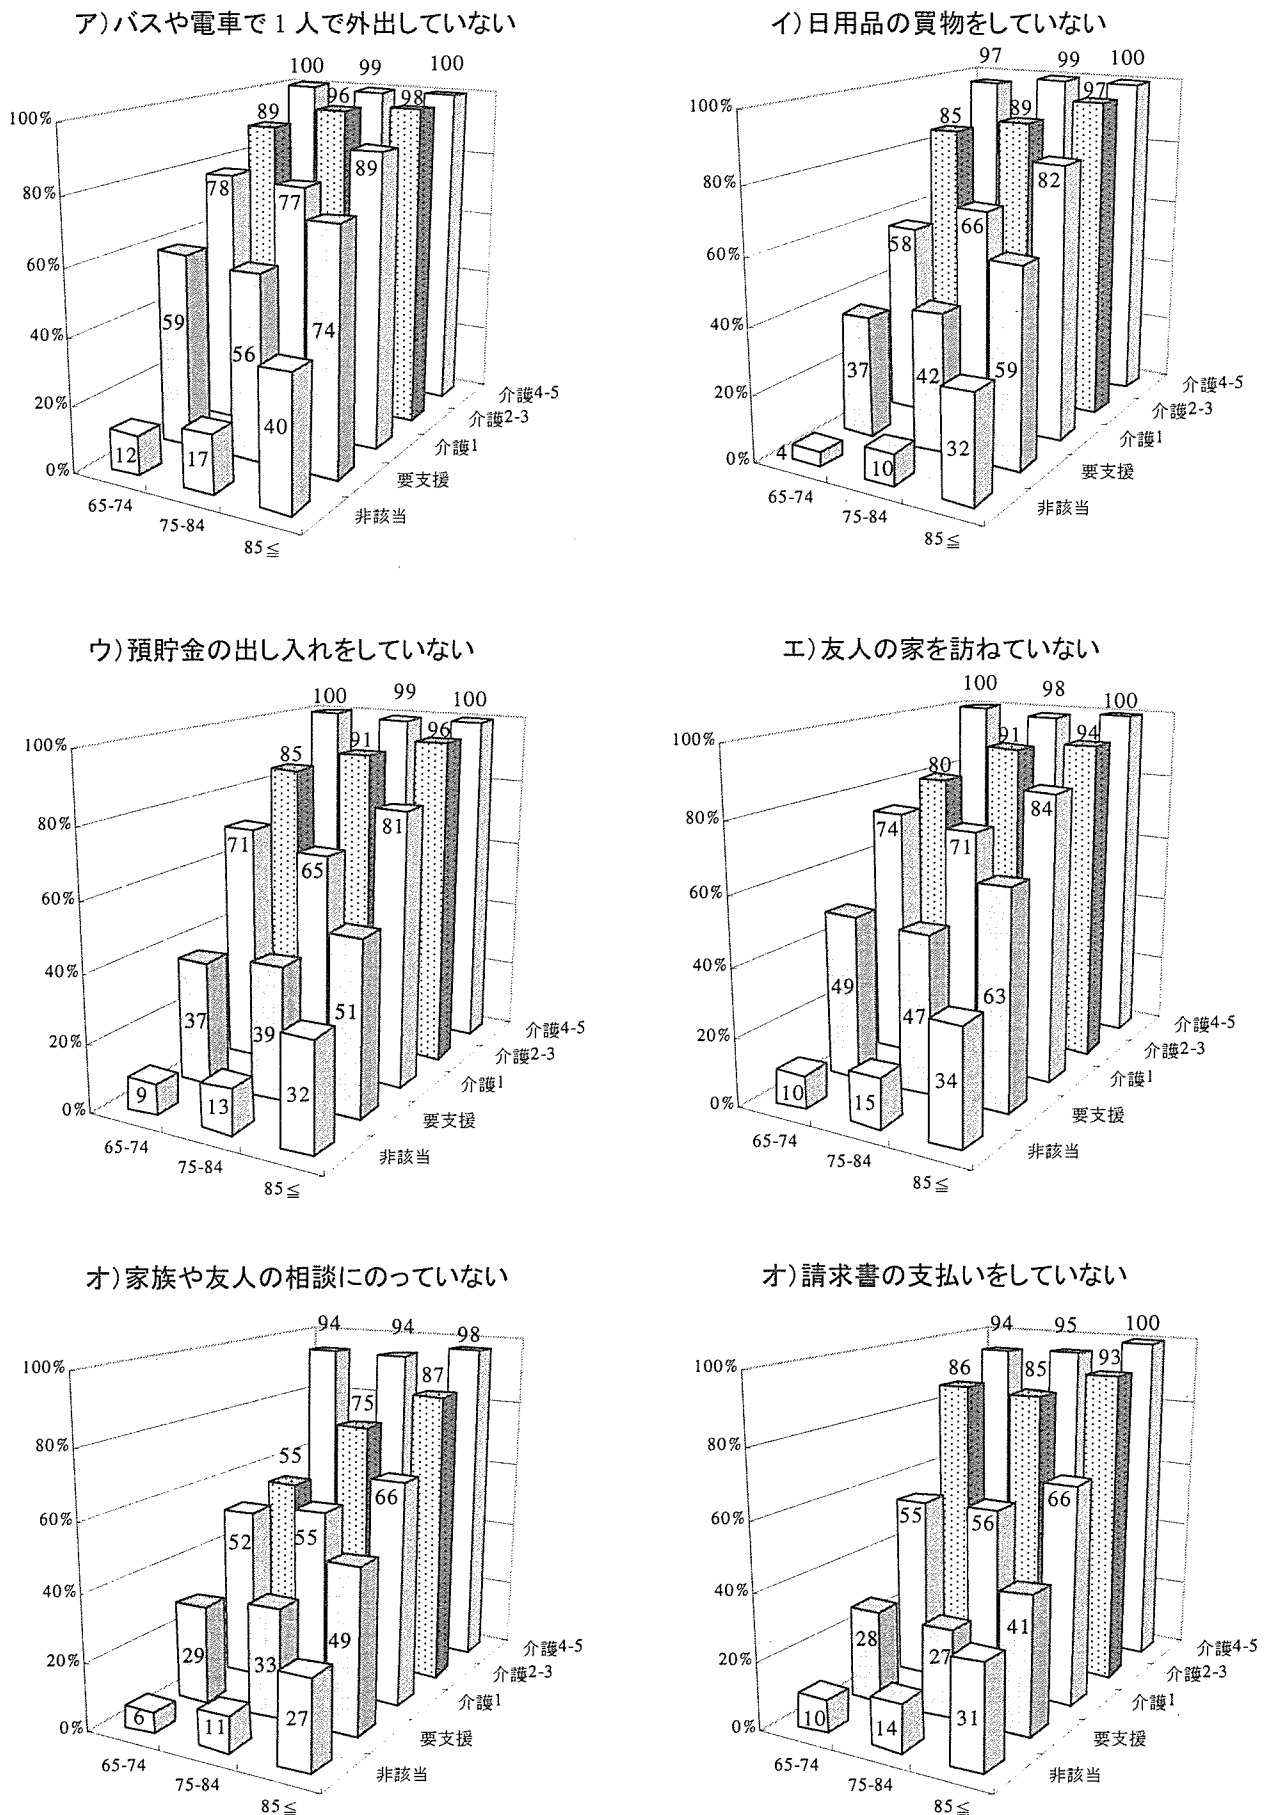 ア)バスや電車で1人で外出していない
100 99 100
89 96 98
78 77 89
59 56 74
12 17 40
100%
80%
60%
40%
20%
0%
65-74
75-84
85≦
非該当
要支援
介護1
介護2-3
介護4-5
イ)日用品の買物をしていない
97 99 100
85 89 97
58 66 82
37 42 59
4 10 32
100%
80%
60%
40%
20%
0%
65-74
75-84
85≦
非該当
要支援
介護1
介護2-3
介護4-5
ウ)預貯金の出し入れをしていない
100 99 100
85 91 96
71 65 81
37 39 51
9 13 32
100%
80%
60%
40%
20%
0%
65-74
75-84
85≦
非該当
要支援
介護1
介護2-3
介護4-5
エ)友人の家を訪ねていない
100 98 100
80 91 94
74 71 84
49 47 63
10 15 34
100%
80%
60%
40%
20%
0%
65-74
75-84
85≦
非該当
要支援
介護1
介護2-3
介護4-5
オ)家族や友人の相談にのっていない
94 94 98
55 75 87
52 55 66
29 33 49
6 11 27
100%
80%
60%
40%
20%
0%
65-74
75-84
85≦
非該当
要支援
介護1
介護2-3
介護4-5
オ)請求書の支払いをしていない
94 95 100
86 85 93
55 56 66
28 27 41
10 14 31
100%
80%
60%
40%
20%
0%
65-74
75-84
85≦
非該当
要支援
介護1
介護2-3
介護4-5